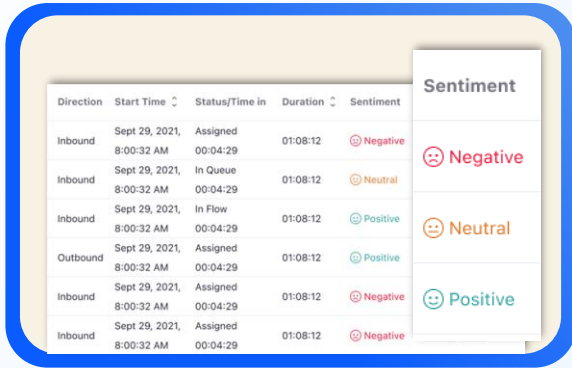 Direction Start Time Status/Time in Duration Sentiment
Inbound Sept 29, 2021, 8:00:32 AM Assigned 00:04:29 01:08:12 Negative
Inbound Sept 29, 2021, 8:00:32 AM In Queue 00:04:29 01:08:12 Neutral
Inbound Sept 29, 2021, 8:00:32 AM In Flow 00:04:29 01:08:12 Positive
Outbound Sept 29, 2021, 8:00:32 AM Assigned 00:04:29 01:08:12 Positive
Inbound Sept 29, 2021, 8:00:32 AM Assigned 00:04:29 01:08:12 Negative
Inbound Sept 29, 2021, 8:00:32 AM Assigned 00:04:29 01:08:12 Negative
Sentiment
Negative
Neutral
Positive